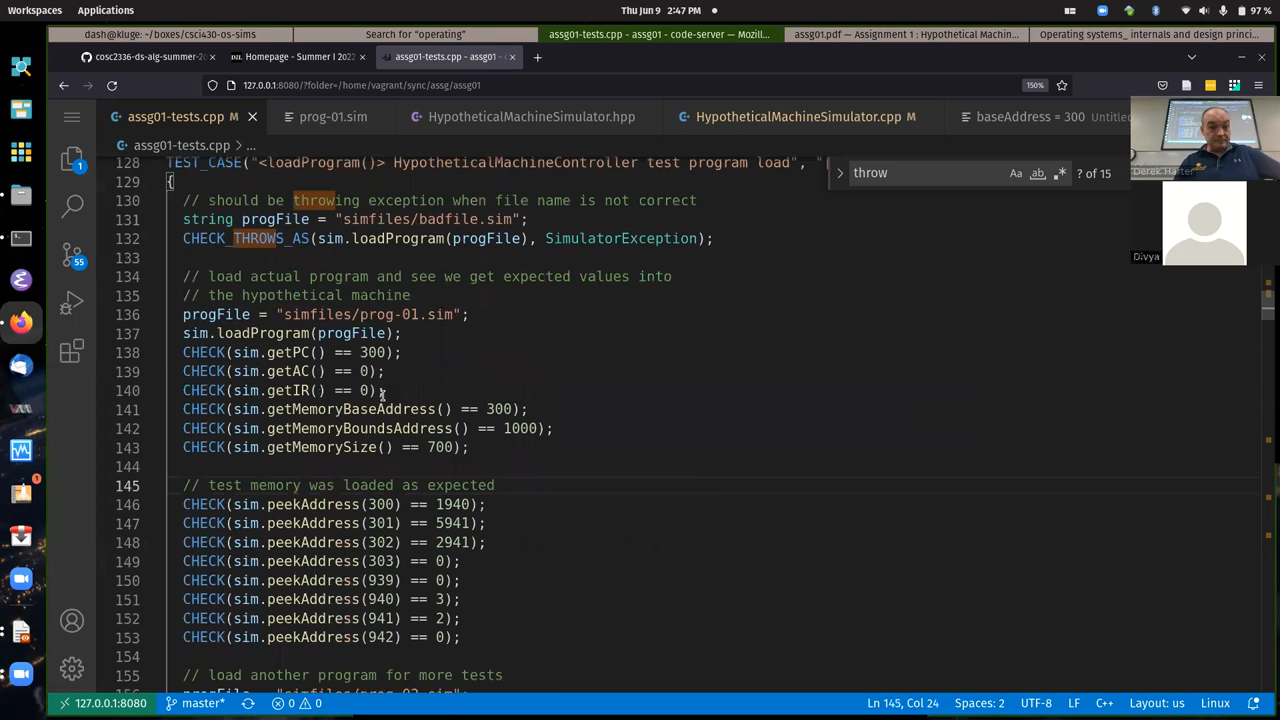 Workspaces Applications Thu Jun 9 2:47 PM 97 %
dash@kluge: ~/boxes/csci430-os-sims Search for "operating" assg01-tests.cpp - assg01 - code-server — Mozill... assg01.pdf — Assignment 1 : Hypothetical Machin... Operating systems_ internals and design princi...
cosc2336-ds-alg-summer-20 D2L Homepage - Summer I 2022 assg01-tests.cpp - assg01 -
127.0.0.1:8080/?folder=/home/vagrant/sync/assg/assg01 150%
assg01-tests.cpp M prog-01.sim HypotheticalMachineSimulator.hpp HypotheticalMachineSimulator.cpp M baseAddress = 300 Untitled
Derek Harter
assg01-tests.cpp > ...
128 TEST_CASE("<loadProgram()> HypotheticalMachineController test program load", "
throw Aa ab .* ? of 15
129 {
130 // should be throwing exception when file name is not correct
131 string progFile = "simfiles/badfile.sim";
132 CHECK_THROWS_AS(sim.loadProgram(progFile), SimulatorException);
133
Divya
134 // load actual program and see we get expected values into
135 // the hypothetical machine
136 progFile = "simfiles/prog-01.sim";
137 sim.loadProgram(progFile);
138 CHECK(sim.getPC() == 300);
139 CHECK(sim.getAC() == 0);
140 CHECK(sim.getIR() == 0);
141 CHECK(sim.getMemoryBaseAddress() == 300);
142 CHECK(sim.getMemoryBoundsAddress() == 1000);
143 CHECK(sim.getMemorySize() == 700);
144
145 // test memory was loaded as expected
146 CHECK(sim.peekAddress(300) == 1940);
147 CHECK(sim.peekAddress(301) == 5941);
148 CHECK(sim.peekAddress(302) == 2941);
149 CHECK(sim.peekAddress(303) == 0);
150 CHECK(sim.peekAddress(939) == 0);
151 CHECK(sim.peekAddress(940) == 3);
152 CHECK(sim.peekAddress(941) == 2);
153 CHECK(sim.peekAddress(942) == 0);
154
155 // load another program for more tests
1
55
1
127.0.0.1:8080 master* 0 0 Ln 145, Col 24 Spaces: 2 UTF-8 LF C++ Layout: us Linux